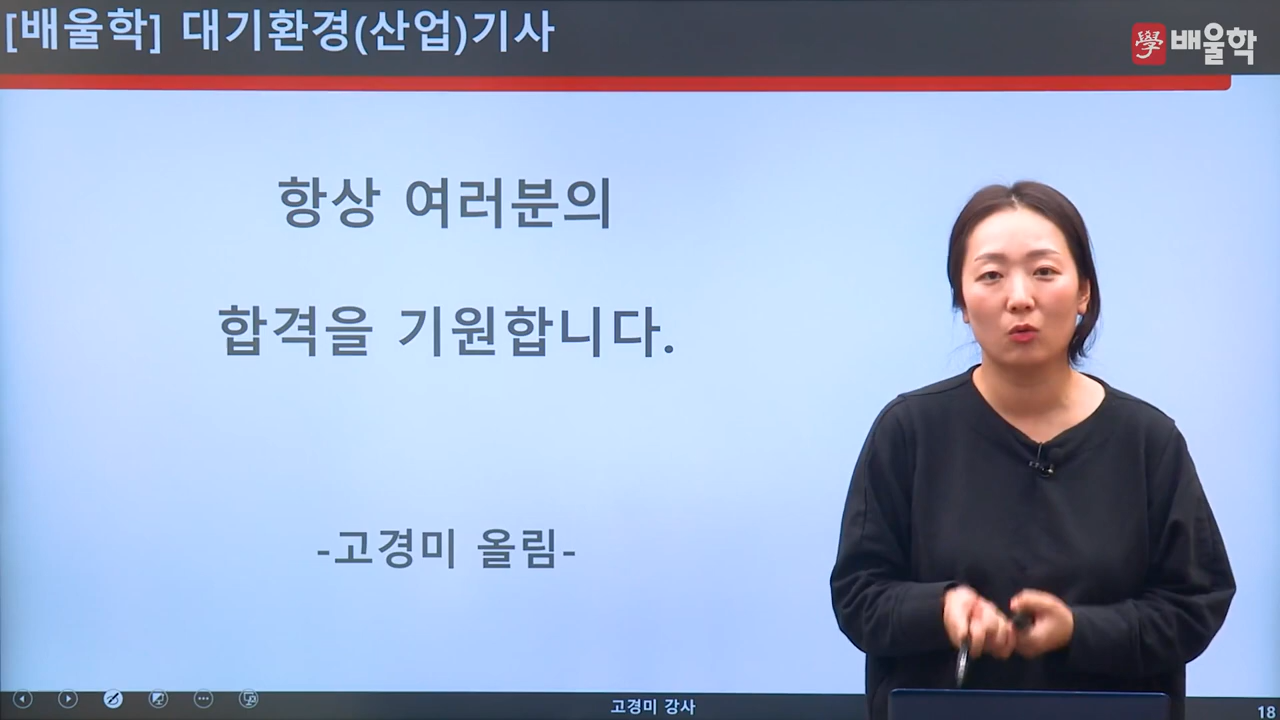 [배울학] 대기환경(산업)기사
學 배울학
항상 여러분의
합격을 기원합니다.
-고경미 올림-
고경미 강사
18